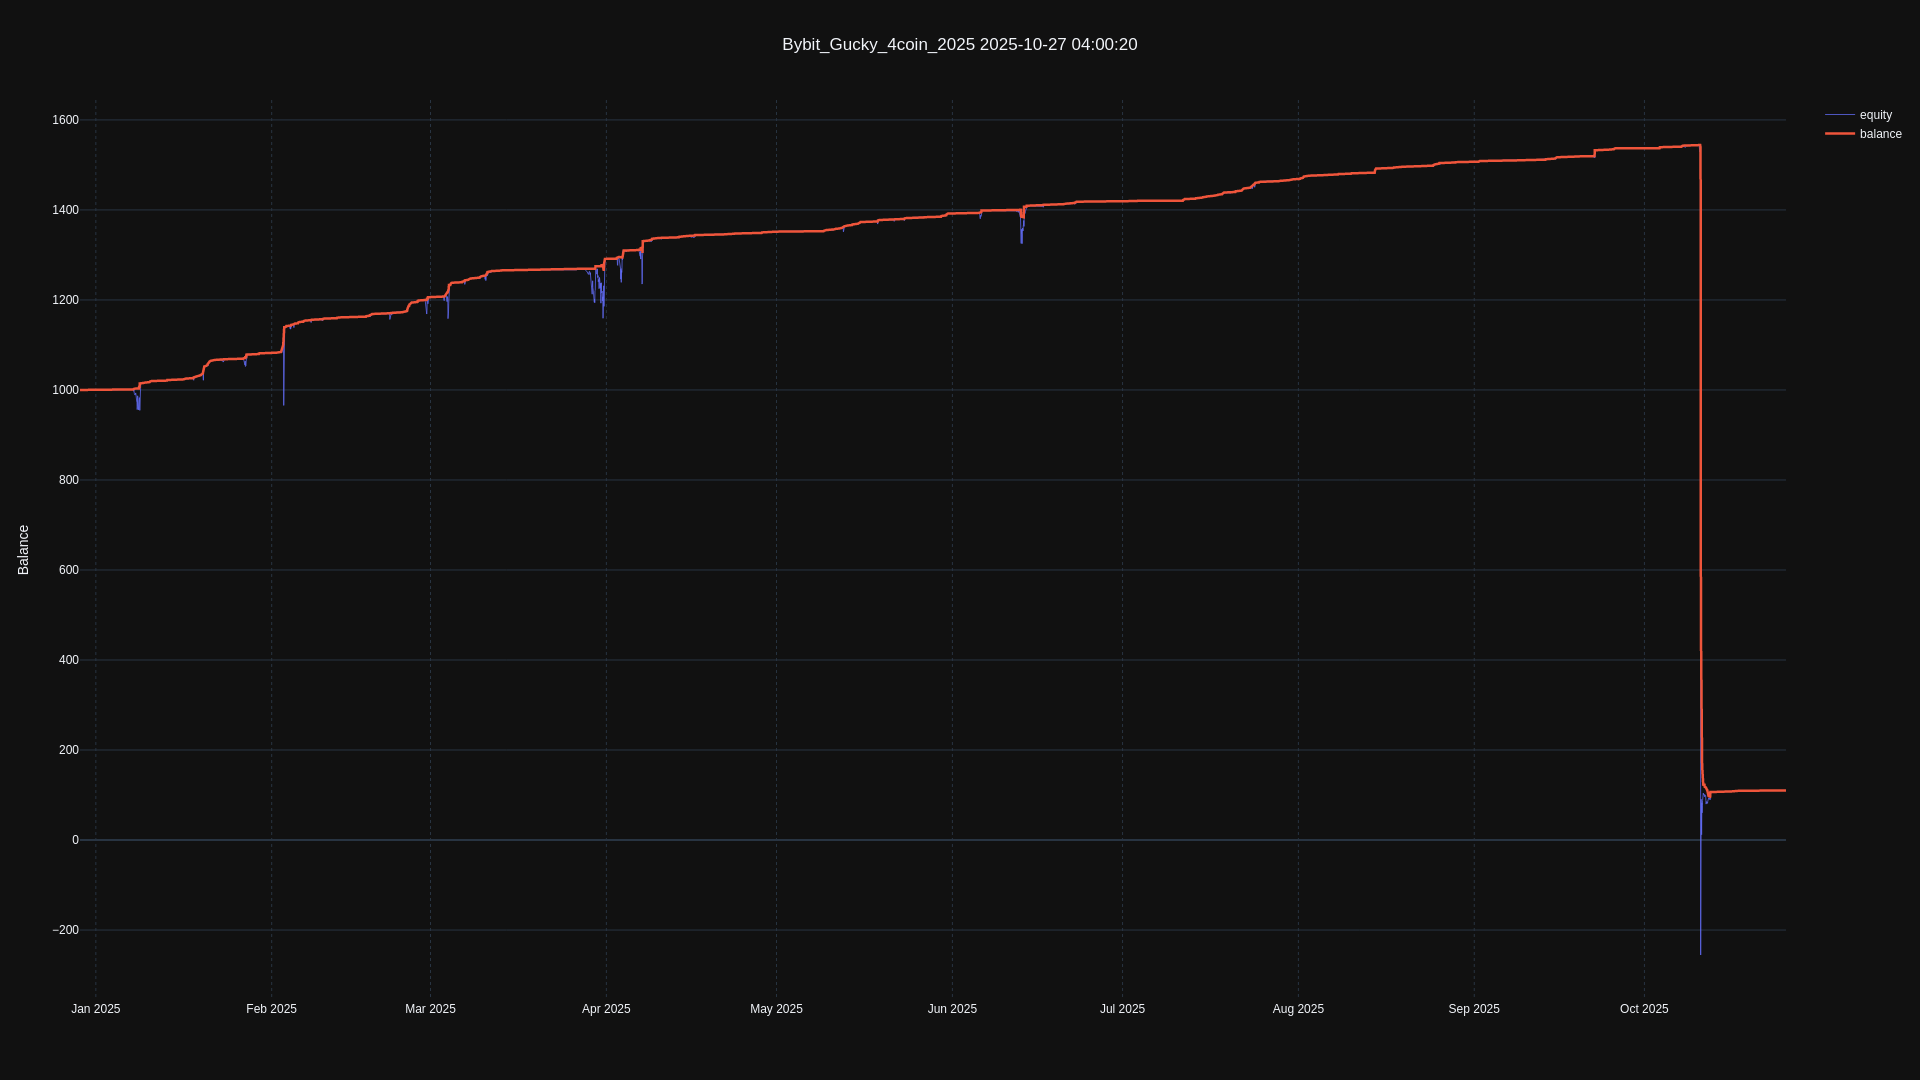 Bybit_Gucky_4coin_2025 2025-10-27 04:00:20
equity
balance
Balance
1600
1400
1200
1000
800
600
400
200
0
−200
Jan 2025
Feb 2025
Mar 2025
Apr 2025
May 2025
Jun 2025
Jul 2025
Aug 2025
Sep 2025
Oct 2025